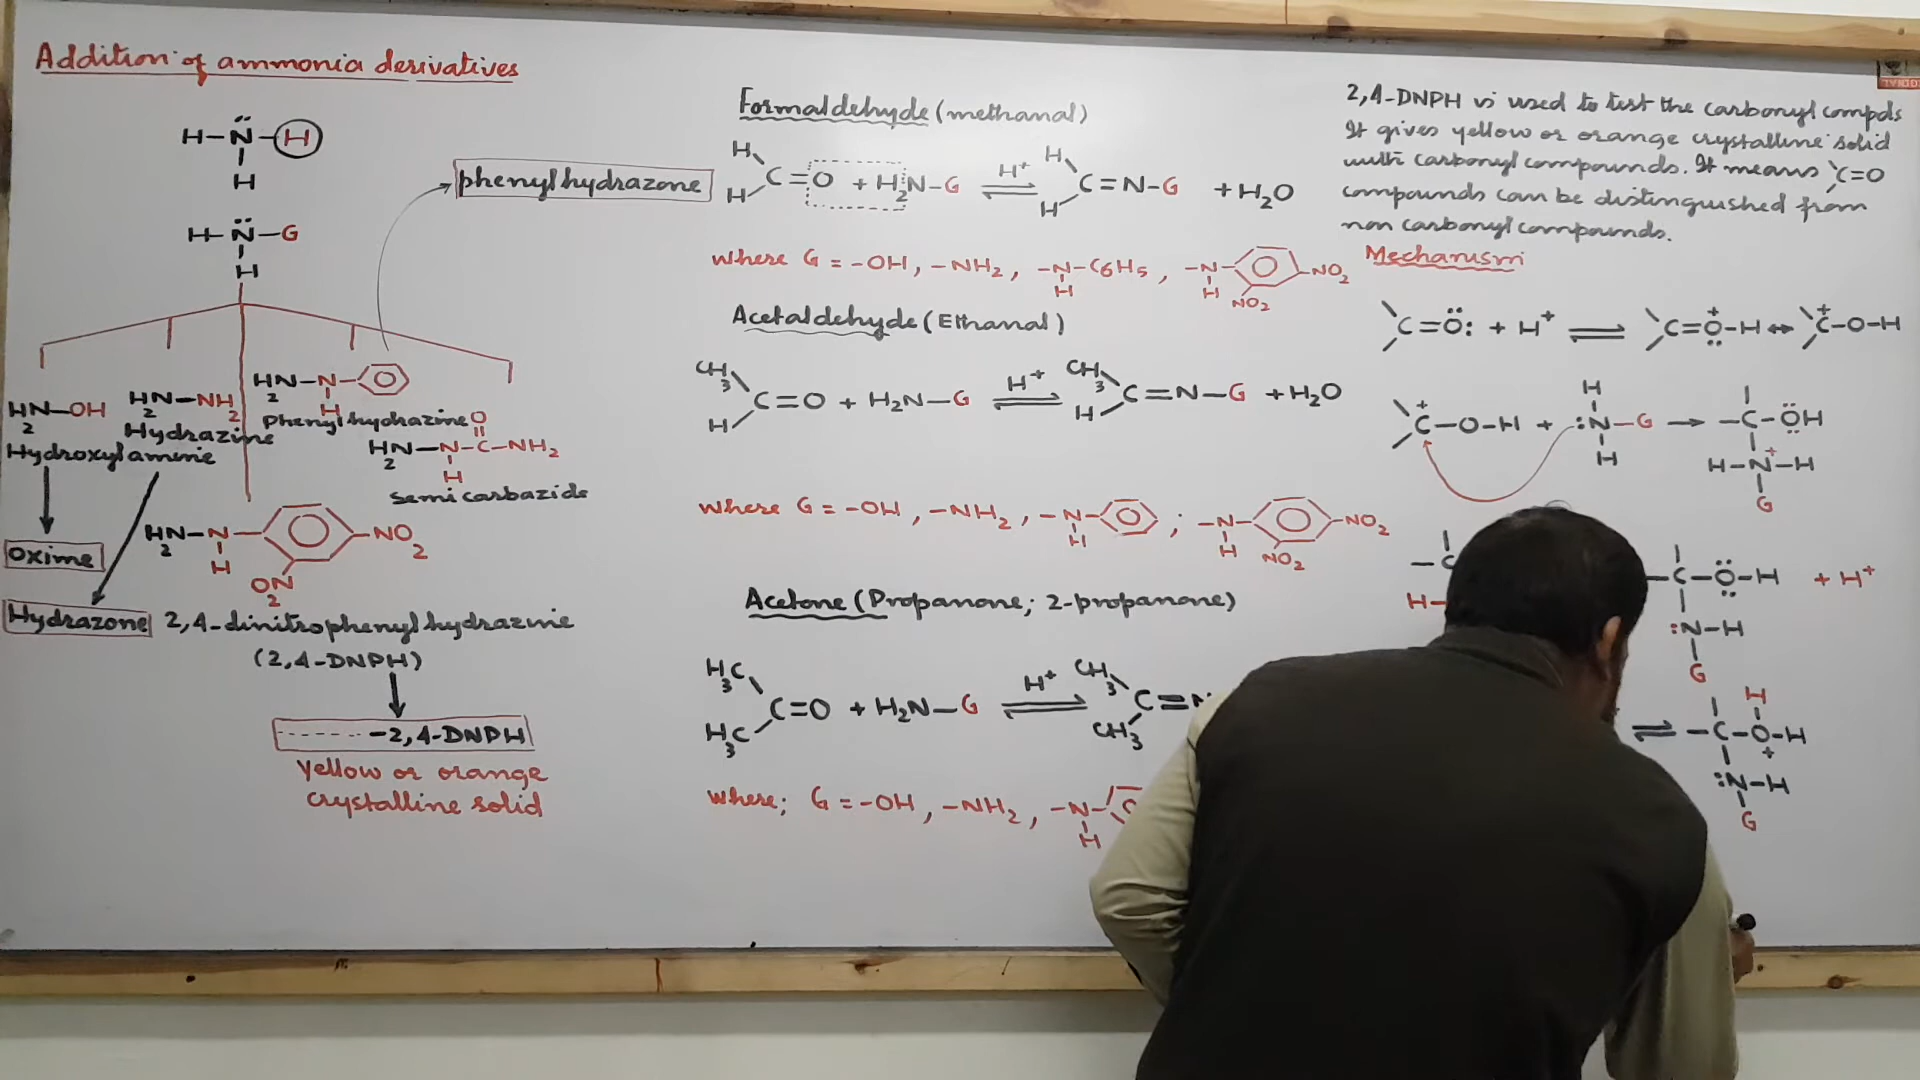 Addition of ammonia derivatives
H-N̈-H
H
H-N̈-G
H
HN-OH
2
Hydroxylamine
HN-NH
2 2
Hydrazine
HN-N-
2 H
Phenylhydrazine
O
HN-N-C-NH2
2 H
Semicarbazide
HN-N-
2 H
NO
2
ON
2
Oxime
Hydrazone
2,4-dinitrophenylhydrazine
(2,4-DNPH)
-------2,4-DNPH
Yellow or orange
crystalline solid
phenylhydrazone
Formaldehyde (methanal)
H
H
C=O + H2N-G ⇌ H+
H
H
C=N-G + H2O
where G = -OH, -NH2, -N-C6H5, -N-
H H
NO2
NO2
Acetaldehyde (Ethanal)
CH3
H
C=O + H2N-G ⇌ H+
CH3
H
C=N-G + H2O
where G = -OH, -NH2, -N- ; -N-
H H
NO2
NO2
Acetone (Propanone; 2-propanone)
H3C
H3C
C=O + H2N-G ⇌ H+
CH3
CH3
C=N
where; G = -OH, -NH2, -N-
H
2,4-DNPH is used to test the carbonyl compds
It gives yellow or orange crystalline solid
with carbonyl compounds. It means C=O
compounds can be distinguished from
non carbonyl compounds.
Mechanism
C=Ö: + H+ ⇌ C=O+-H ↔ C+-O-H
H
C+-O-H + :N-G → -C-ÖH
H
H-N+-H
G
-C
H-
-C-Ö-H + H+
:N-H
G
H
⇌ -C-O-H
+
:N-H
G